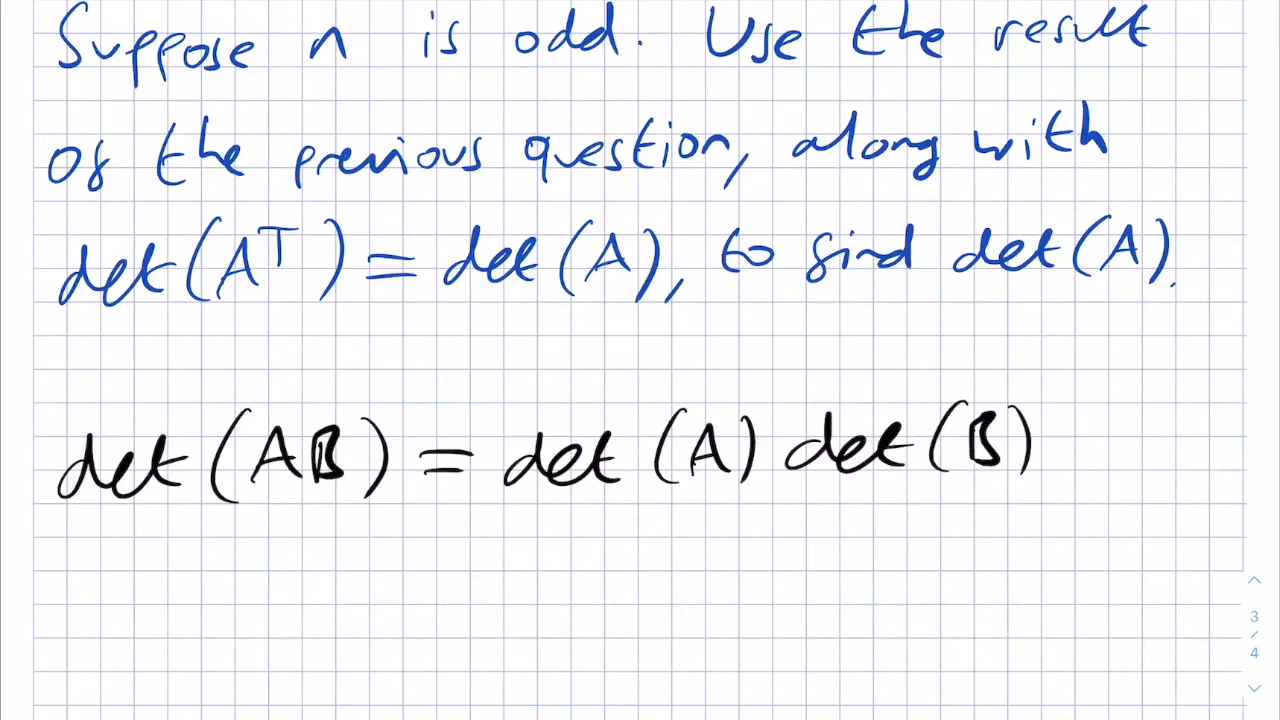 Suppose n is odd. Use the result
of the previous question, along with
det(Aᵀ) = det(A), to find det(A).
det(AB) = det(A) det(B)
3
/
4